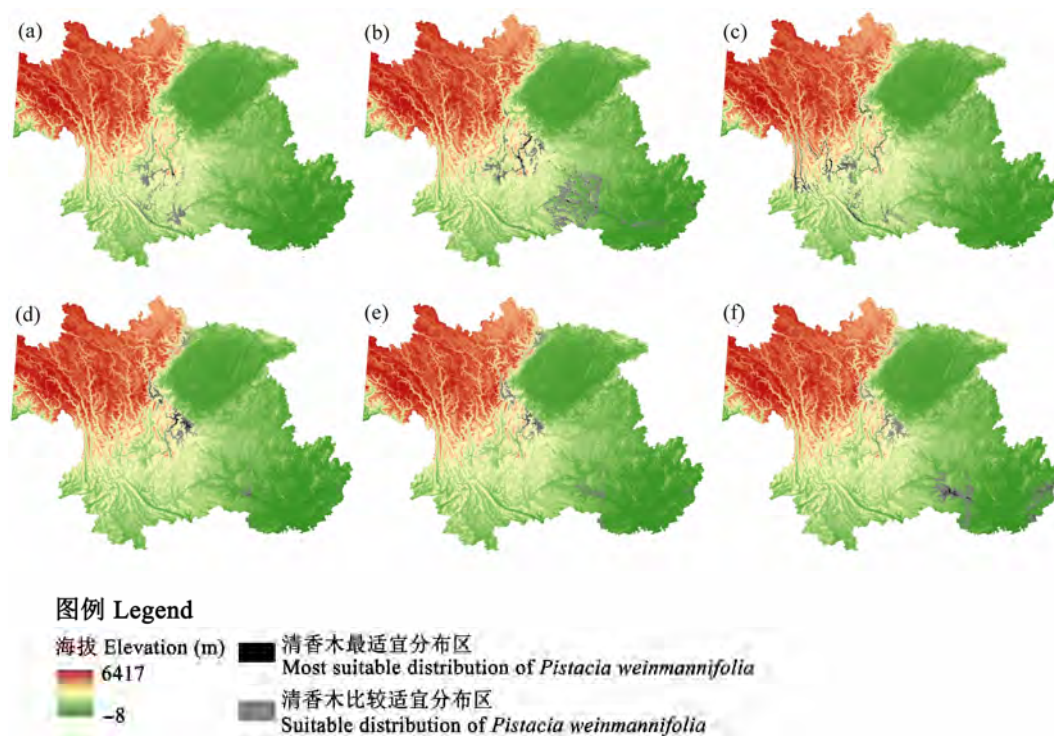 (a) (b) (c)
(d) (e) (f)
图例 Legend
海拔 Elevation (m)
6417
-8
清香木最适宜分布区
Most suitable distribution of Pistacia weinmannifolia
清香木比较适宜分布区
Suitable distribution of Pistacia weinmannifolia